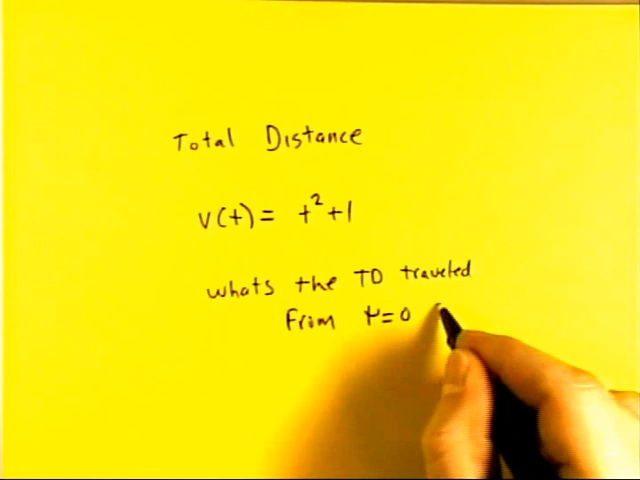 Total Distance
v(t) = t²+1
whats the TD traveled
From t=0